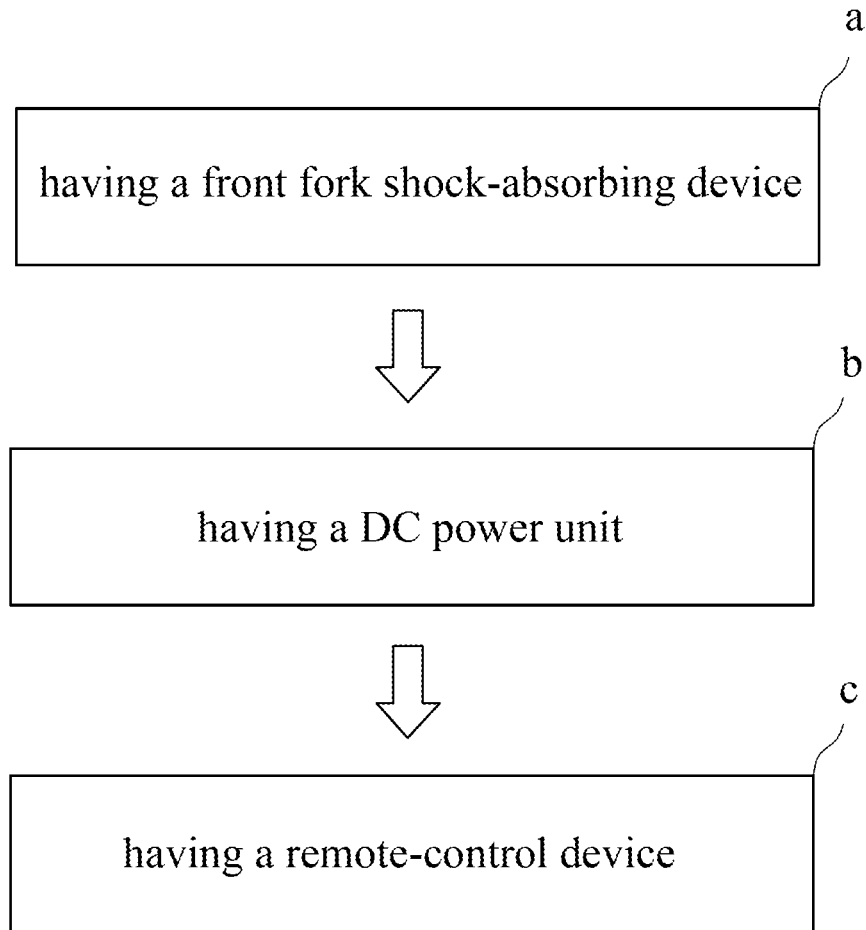 a
having a front fork shock-absorbing device
b
having a DC power unit
c
having a remote-control device